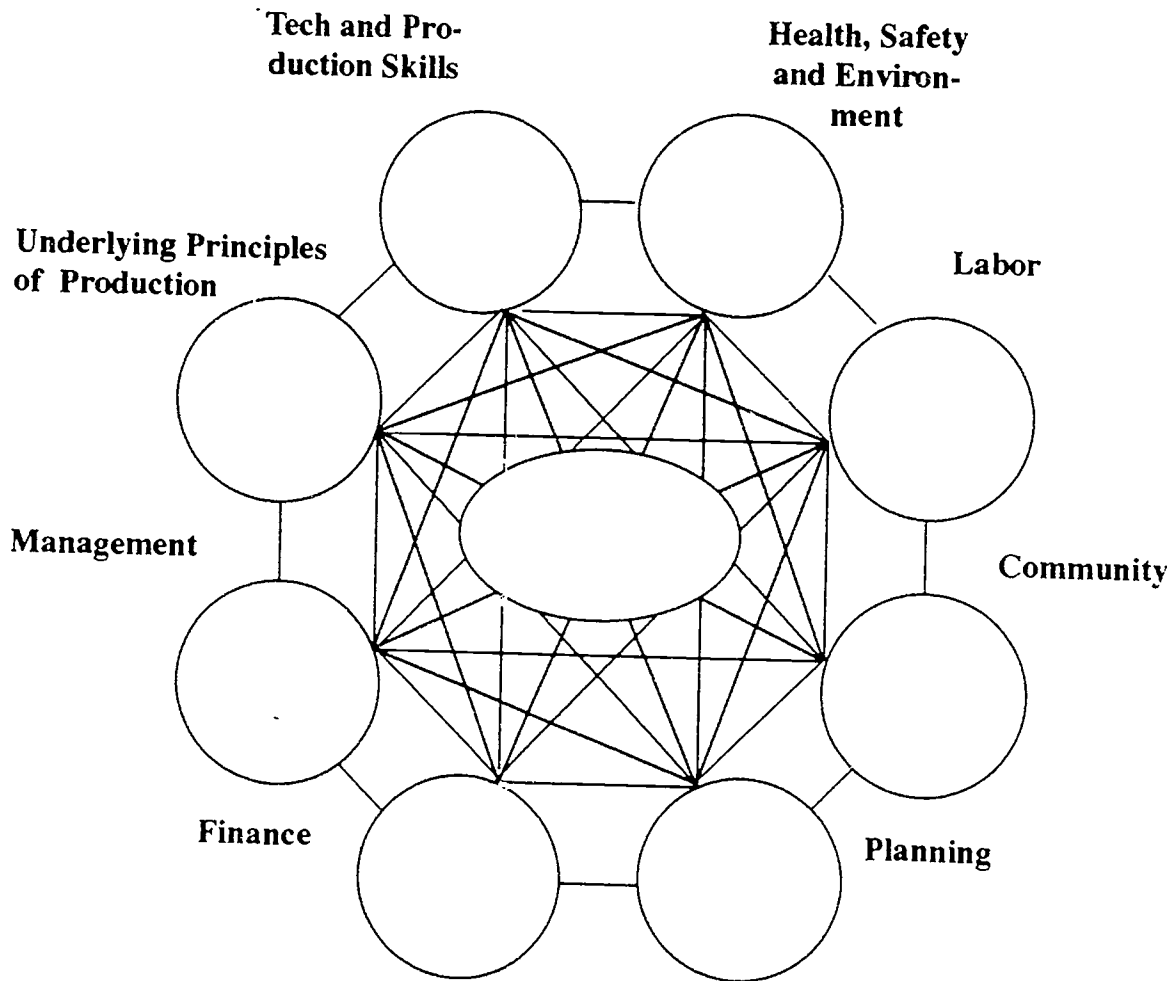 Tech and Pro-
duction Skills
Health, Safety
and Environ-
ment
Underlying Principles
of Production
Labor
Management
Community
Finance
Planning